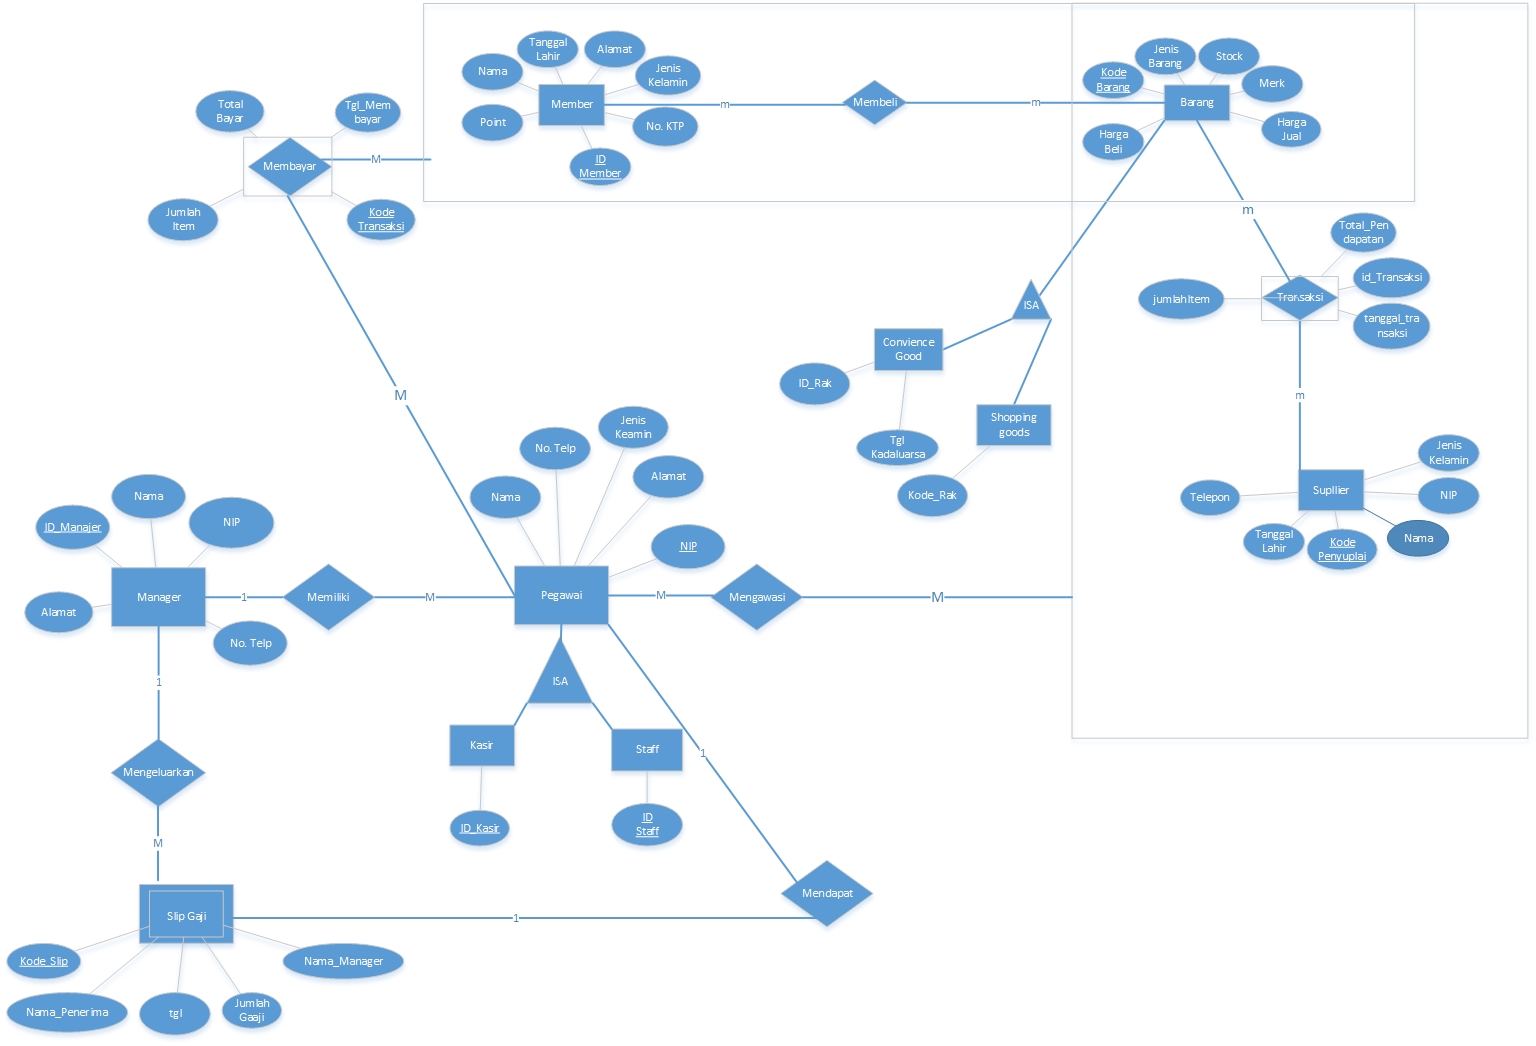 Tanggal
Lahir
Alamat
Nama
Jenis
Kelamin
Member
Point
No. KTP
ID
Member
m
Membeli
m
Jenis
Barang
Stock
Kode
Barang
Merk
Barang
Harga
Beli
Harga
Jual
Total
Bayar
Tgl_Mem
bayar
Membayar
M
Jumlah
Item
Kode
Transaksi
m
Total_Pen
dapatan
id_Transaksi
jumlahItem
Transaksi
tanggal_tra
nsaksi
ISA
Convience
Good
ID_Rak
Shopping
goods
Tgl
Kadaluarsa
Kode_Rak
M
m
Jenis
Kelamin
Supllier
Telepon
NIP
Tanggal
Lahir
Kode
Penyuplai
Nama
Jenis
Keamin
No. Telp
Alamat
Nama
NIP
Nama
ID_Manajer
NIP
Manager
1
Memiliki
M
Pegawai
M
Mengawasi
M
Alamat
No. Telp
1
ISA
Kasir
Staff
1
Mengeluarkan
ID_Kasir
ID
Staff
M
Mendapat
Slip Gaji
1
Kode_Slip
Nama_Manager
Nama_Penerima
tgl
Jumlah
Gaaji